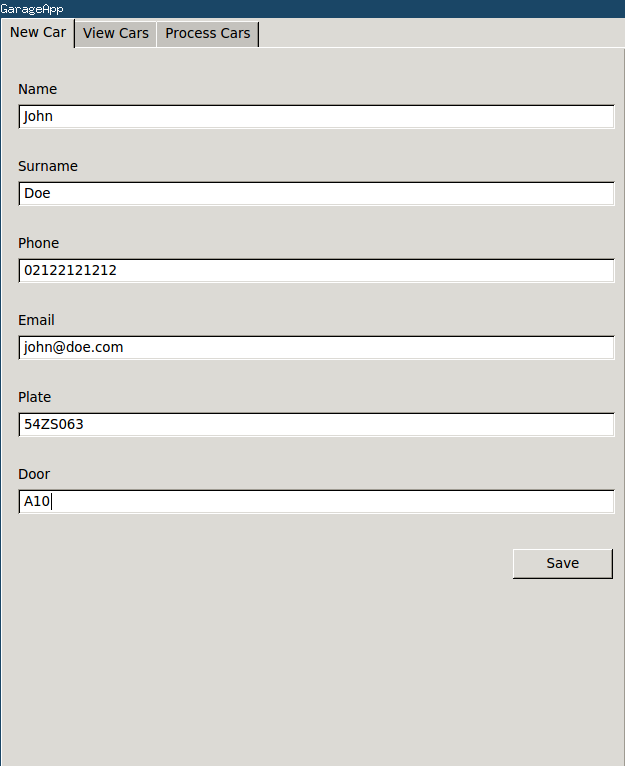 GarageApp
New Car View Cars Process Cars
Name
John
Surname
Doe
Phone
02122121212
Email
john@doe.com
Plate
54ZS063
Door
A10
Save